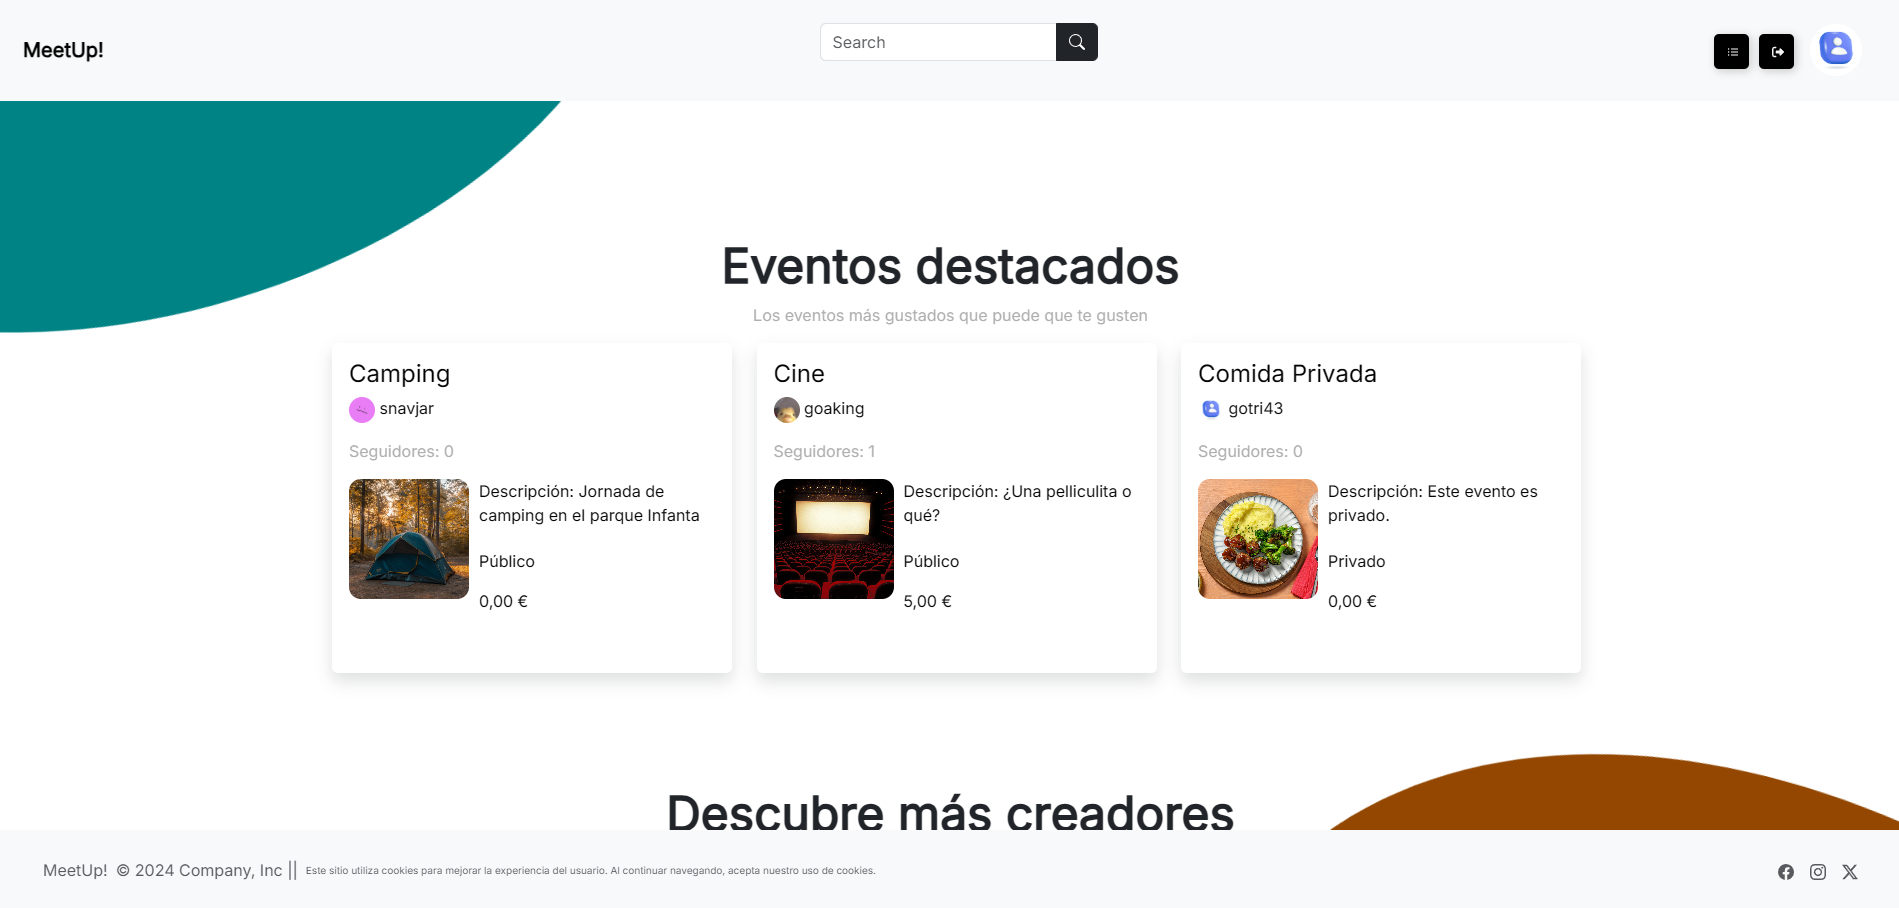 MeetUp!
Search
Eventos destacados
Los eventos más gustados que puede que te gusten
Camping
snavjar
Seguidores: 0
Descripción: Jornada de
camping en el parque Infanta
Público
0,00 €
Cine
goaking
Seguidores: 1
Descripción: ¿Una pelliculita o
qué?
Público
5,00 €
Comida Privada
gotri43
Seguidores: 0
Descripción: Este evento es
privado.
Privado
0,00 €
Descubre más creadores
MeetUp! © 2024 Company, Inc || Este sitio utiliza cookies para mejorar la experiencia del usuario. Al continuar navegando, acepta nuestro uso de cookies.